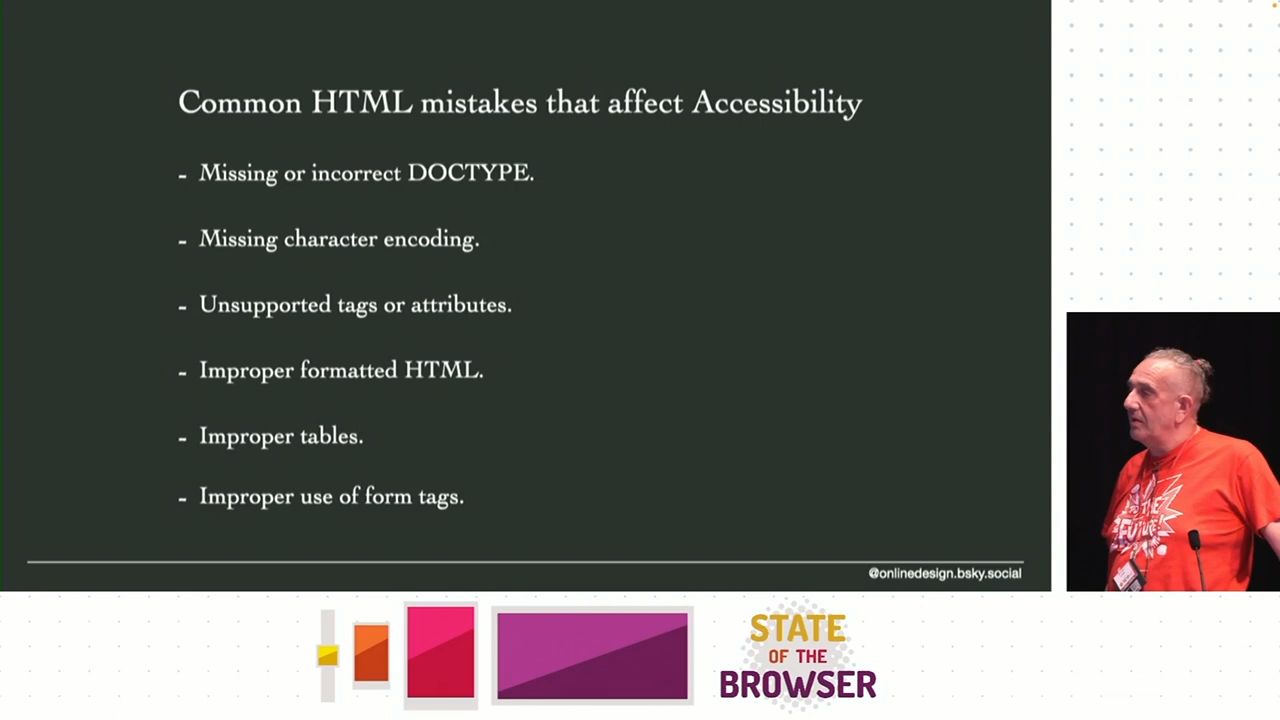 Common HTML mistakes that affect Accessibility
- Missing or incorrect DOCTYPE.
- Missing character encoding.
- Unsupported tags or attributes.
- Improper formatted HTML.
- Improper tables.
- Improper use of form tags.
@onlinedesign.bsky.social
FUTURE
STATE
OF THE
BROWSER